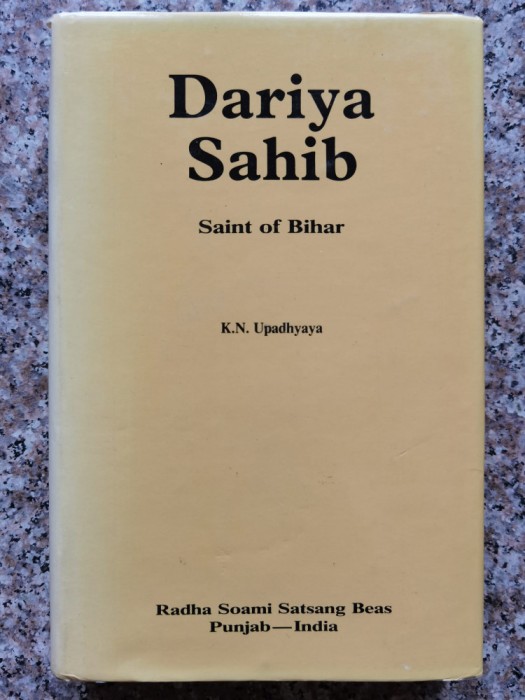 Dariya
Sahib
Saint of Bihar
K.N. Upadhyaya
Radha Soami Satsang Beas
Punjab—India